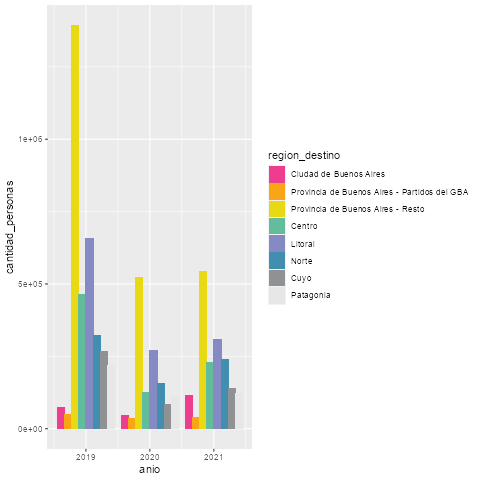 cantidad_personas
1e+06
5e+05
0e+00
2019
2020
2021
anio
region_destino
Ciudad de Buenos Aires
Provincia de Buenos Aires - Partidos del GBA
Provincia de Buenos Aires - Resto
Centro
Litoral
Norte
Cuyo
Patagonia